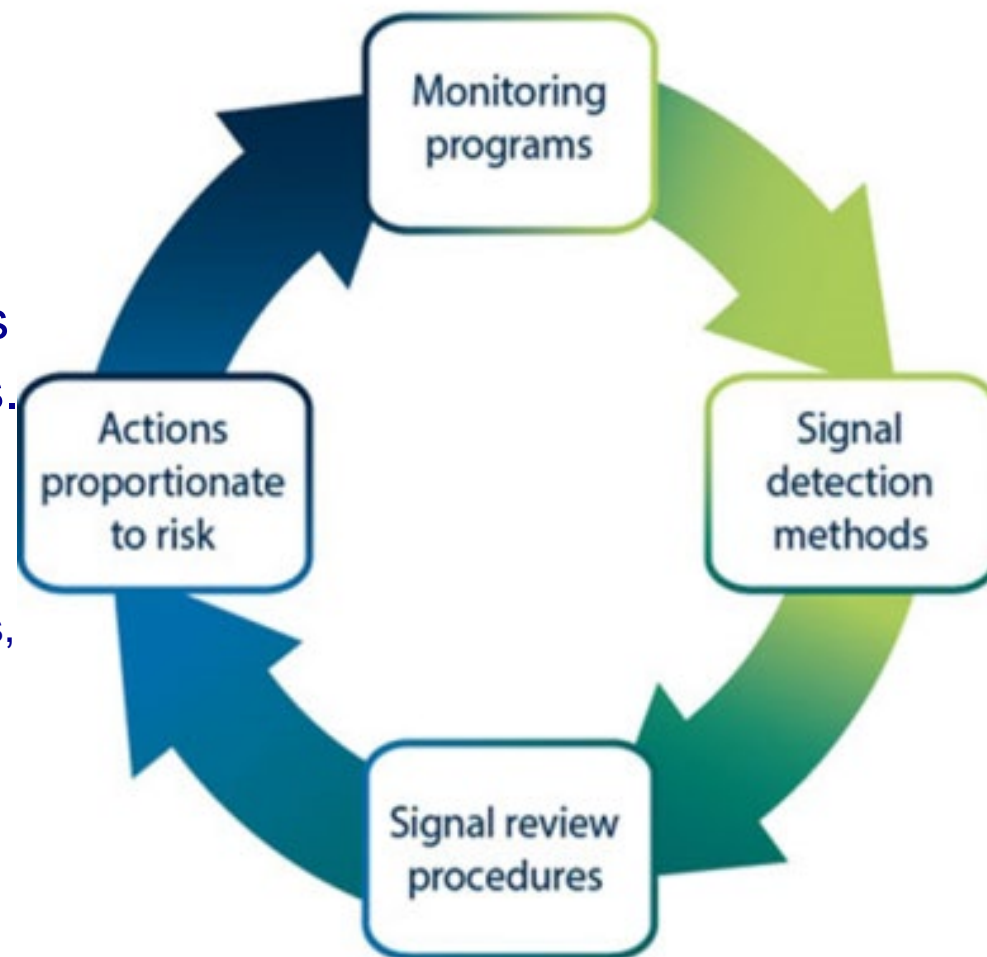 Monitoring
programs
s
s.
Actions
proportionate
to risk
Signal
detection
methods
s,
Signal review
procedures